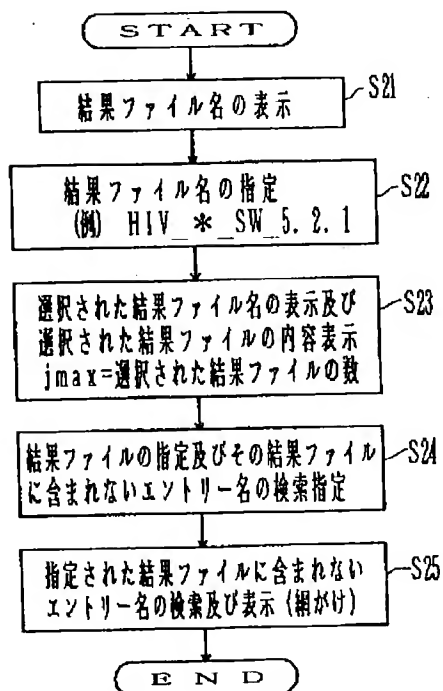 START
結果ファイル名の表示
S21
結果ファイル名の指定
(例) HIV_*_SW_5.2.1
S22
選択された結果ファイル名の表示及び
選択された結果ファイルの内容表示
jmax=選択された結果ファイルの数
S23
結果ファイルの指定及びその結果ファイル
に含まれないエントリー名の検索指定
S24
指定された結果ファイルに含まれない
エントリー名の検索及び表示(網がけ)
S25
END